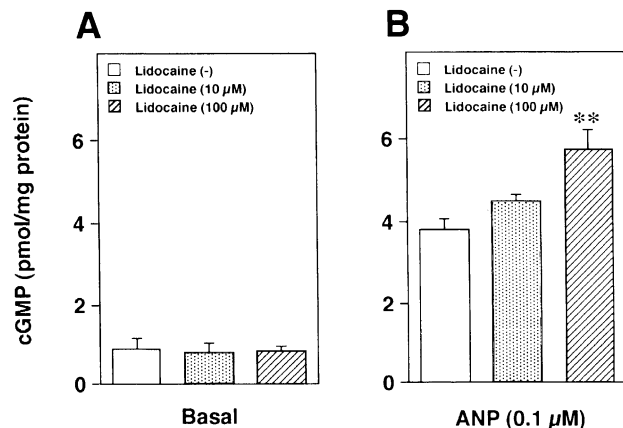 A
Lidocaine (-)
Lidocaine (10 µM)
Lidocaine (100 µM)
6
4
2
0
cGMP (pmol/mg protein)
Basal
B
Lidocaine (-)
Lidocaine (10 µM)
Lidocaine (100 µM)
**
6
4
2
0
ANP (0.1 µM)